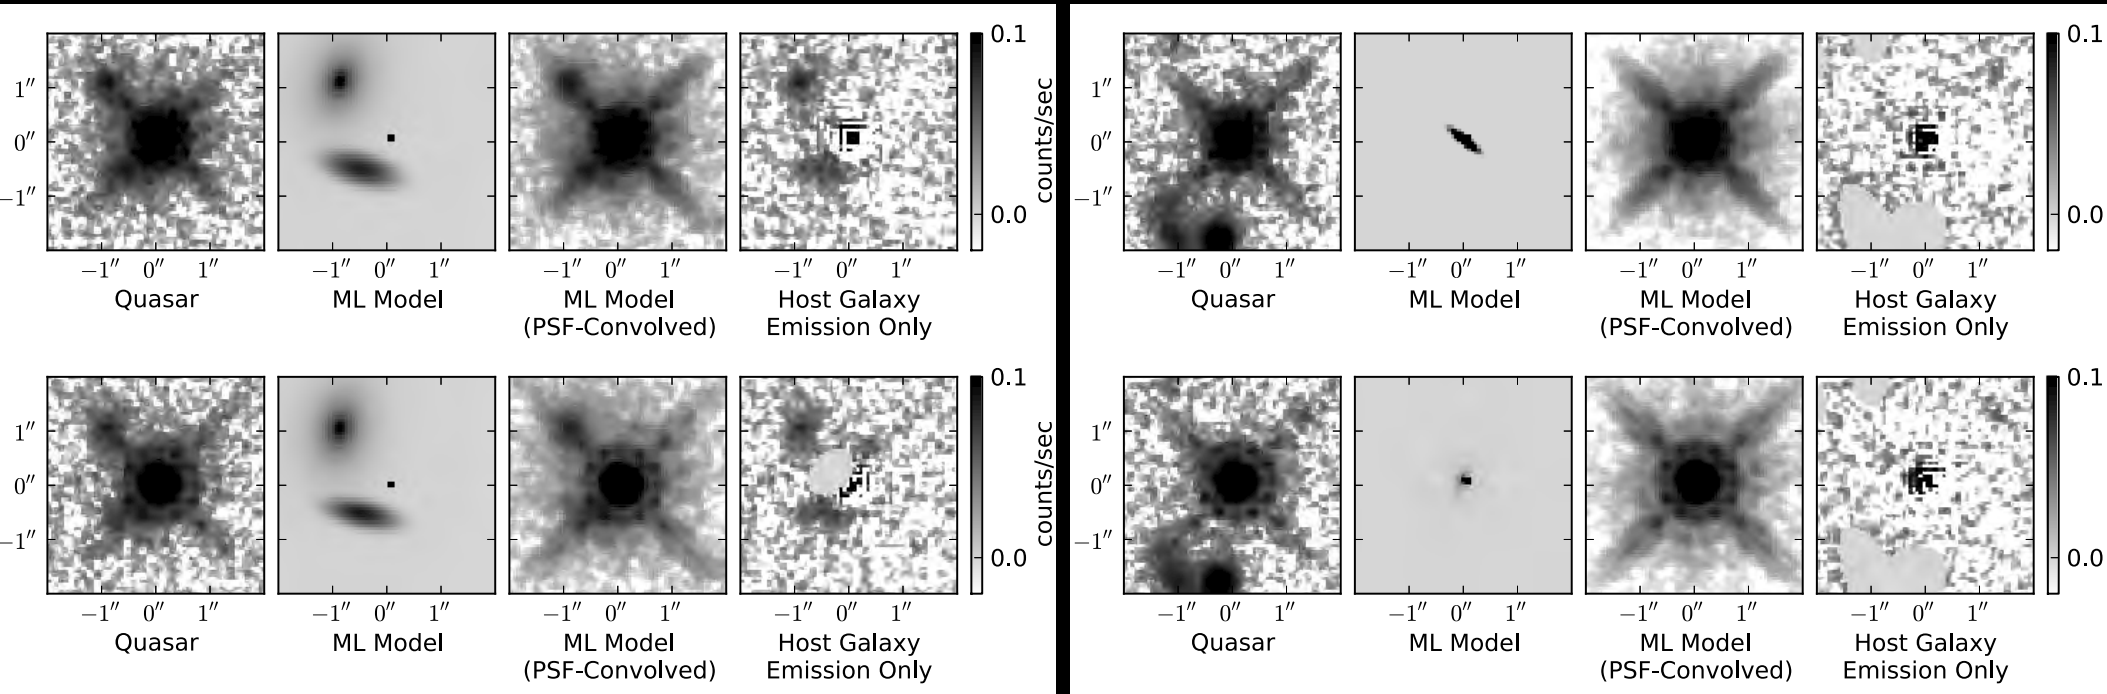 0.1
1″
0″
−1″
0.0
counts/sec
−1″ 0″ 1″ −1″ 0″ 1″ −1″ 0″ 1″ −1″ 0″ 1″
Quasar ML Model ML Model Host Galaxy
(PSF-Convolved) Emission Only
0.1
1″
0″
−1″
0.0
−1″ 0″ 1″ −1″ 0″ 1″ −1″ 0″ 1″ −1″ 0″ 1″
Quasar ML Model ML Model Host Galaxy
(PSF-Convolved) Emission Only
0.1
1″
0″
−1″
0.0
counts/sec
−1″ 0″ 1″ −1″ 0″ 1″ −1″ 0″ 1″ −1″ 0″ 1″
Quasar ML Model ML Model Host Galaxy
(PSF-Convolved) Emission Only
0.1
1″
0″
−1″
0.0
−1″ 0″ 1″ −1″ 0″ 1″ −1″ 0″ 1″ −1″ 0″ 1″
Quasar ML Model ML Model Host Galaxy
(PSF-Convolved) Emission Only